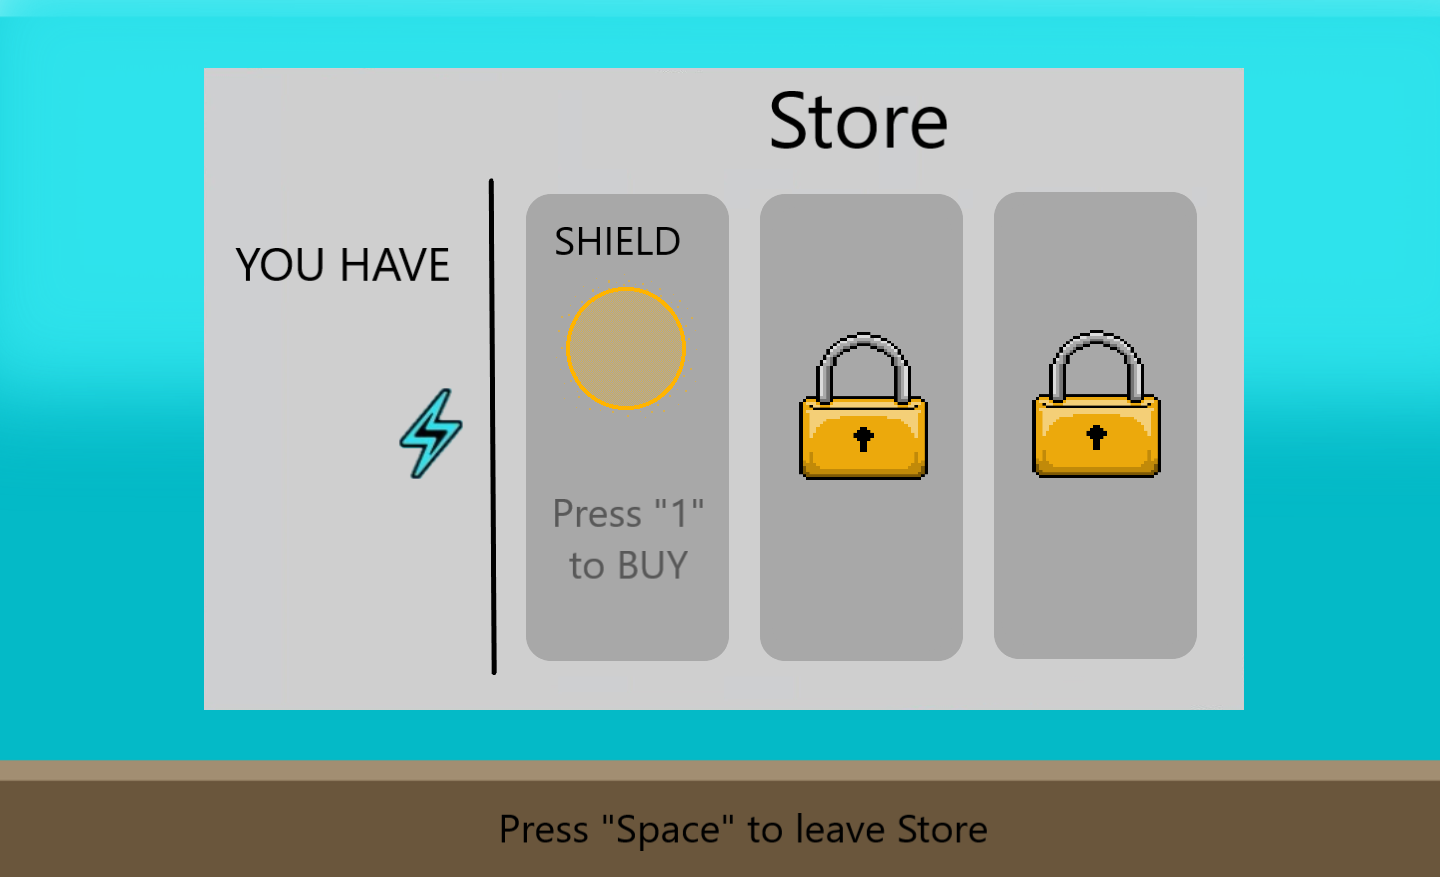 Store
YOU HAVE
SHIELD
Press "1"
to BUY
Press "Space" to leave Store